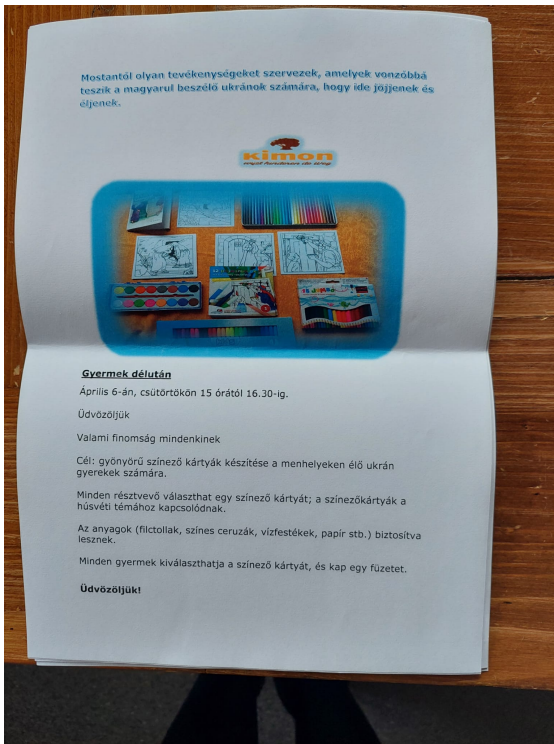 Mostantól olyan tevékenységeket szervezek, amelyek vonzóbbá
teszik a magyarul beszélő ukránok számára, hogy ide jöjjenek és
éljenek.
kimon
Gyermek délután
Április 6-án, csütörtökön 15 órától 16.30-ig.
Üdvözöljük
Valami finomság mindenkinek
Cél: gyönyörű színező kártyák készítése a menhelyeken élő ukrán
gyerekek számára.
Minden résztvevő választhat egy színező kártyát; a színezőkártyák a
húsvéti témához kapcsolódnak.
Az anyagok (filctollak, színes ceruzák, vízfestékek, papír stb.) biztosítva
lesznek.
Minden gyermek kiválaszthatja a színező kártyát, és kap egy füzetet.
Üdvözöljük!